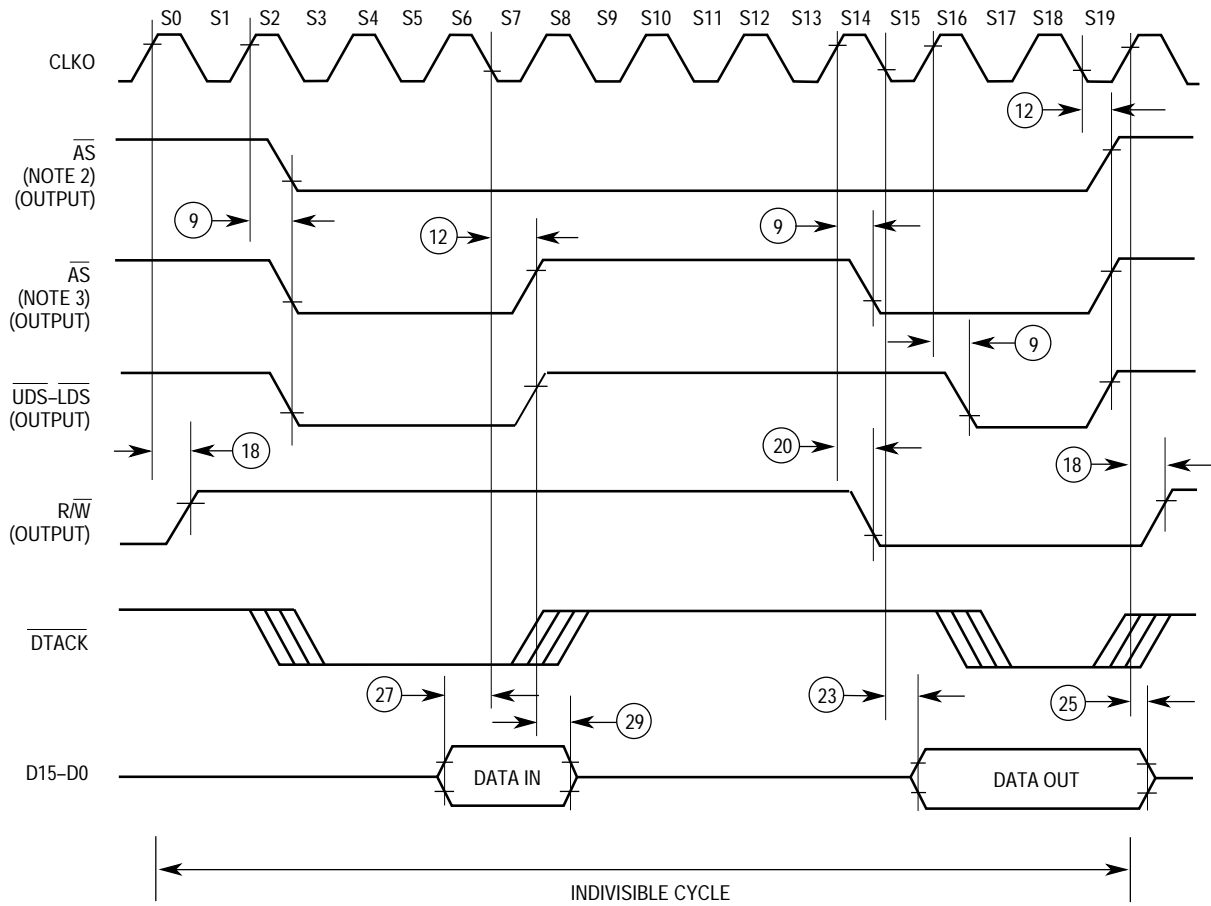 S0 S1 S2 S3 S4 S5 S6 S7 S8 S9 S10 S11 S12 S13 S14 S15 S16 S17 S18 S19
CLKO
12
AS
(NOTE 2)
(OUTPUT)
9
12
9
AS
(NOTE 3)
(OUTPUT)
9
UDS–LDS
(OUTPUT)
18
20
18
R/W
(OUTPUT)
DTACK
27
23
25
29
D15–D0
DATA IN
DATA OUT
INDIVISIBLE CYCLE